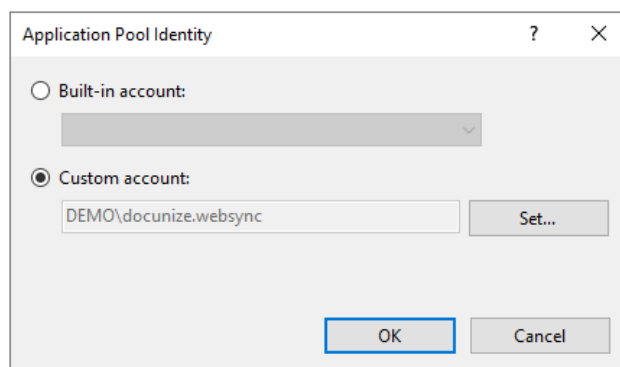 Application Pool Identity
Built-in account:
Custom account:
DEMO\docunize.websync
Set...
OK
Cancel